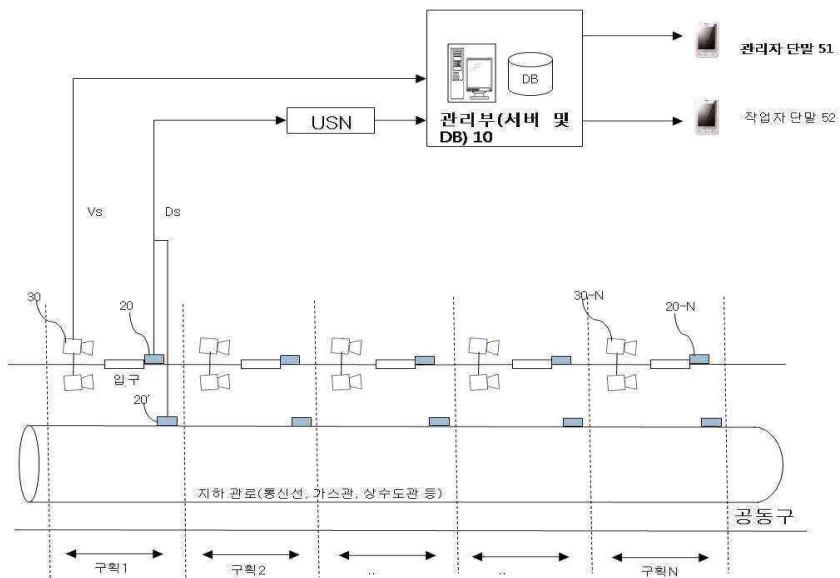 관리자 단말 51
DB
USN
관리부(서버 및
DB) 10
작업자 단말 52
Vs
Ds
30
20
30-N
20-N
입구
20'
지하 관로(통신선, 가스관, 상수도관 등)
공동구
구획1
구획2
..
..
구획N